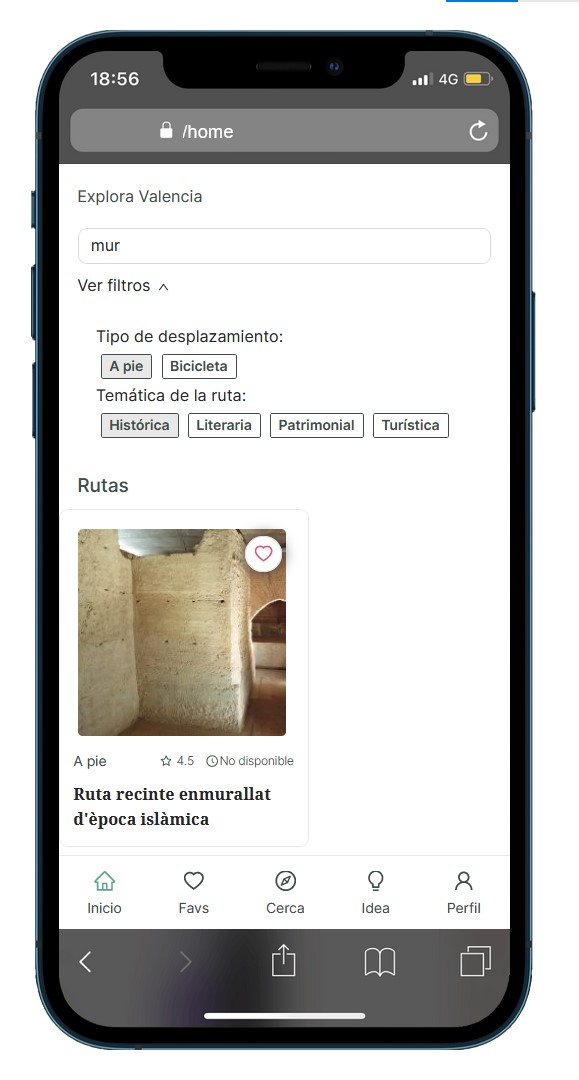 18:56
4G
/home
Explora Valencia
mur
Ver filtros
Tipo de desplazamiento:
A pie Bicicleta
Temática de la ruta:
Histórica Literaria Patrimonial Turística
Rutas
A pie 4.5 No disponible
Ruta recinte enmurallat
d'època islàmica
Inicio Favs Cerca Idea Perfil